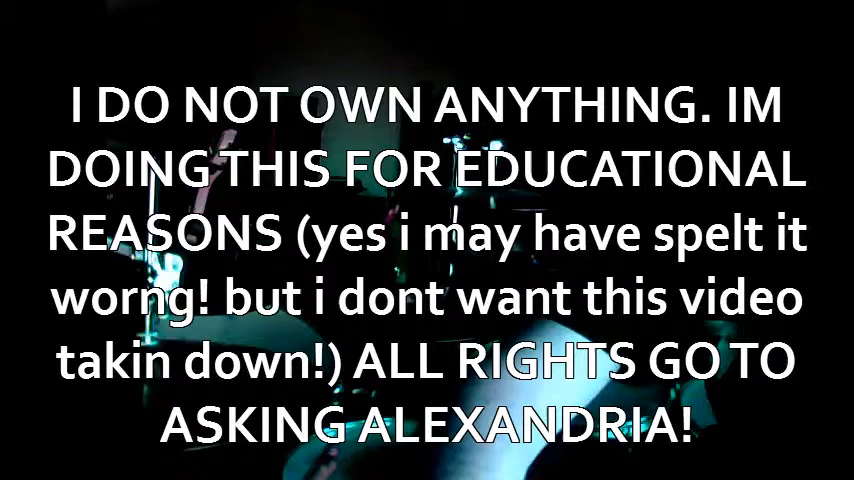 I DO NOT OWN ANYTHING. IM
DOING THIS FOR EDUCATIONAL
REASONS (yes i may have spelt it
worng! but i dont want this video
takin down!) ALL RIGHTS GO TO
ASKING ALEXANDRIA!